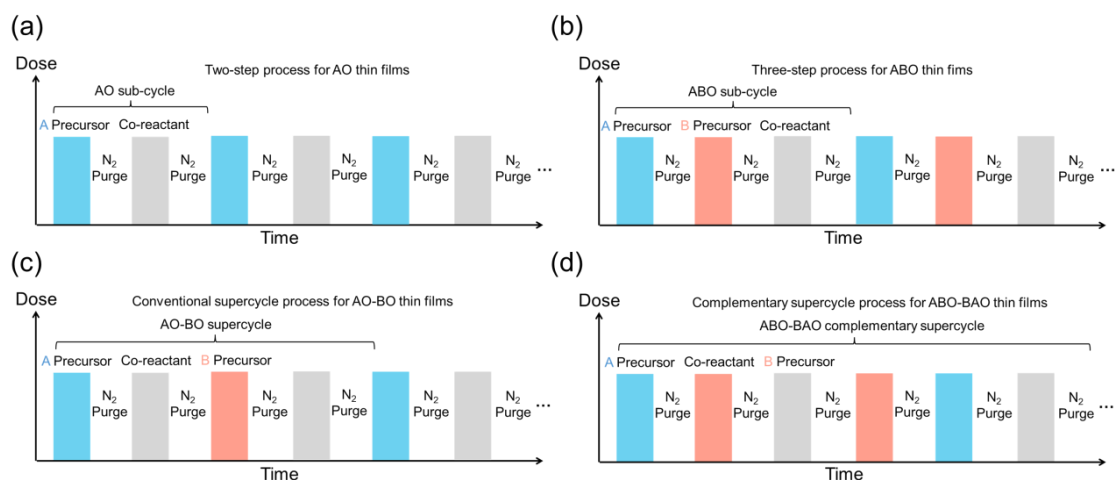 (a)
Dose
Two-step process for AO thin films
AO sub-cycle
A Precursor Co-reactant
N2 Purge N2 Purge N2 Purge N2 Purge N2 Purge N2 Purge ...
Time
(b)
Dose
Three-step process for ABO thin fims
ABO sub-cycle
A Precursor B Precursor Co-reactant
N2 Purge N2 Purge N2 Purge N2 Purge N2 Purge N2 Purge ...
Time
(c)
Dose
Conventional supercycle process for AO-BO thin films
AO-BO supercycle
A Precursor Co-reactant B Precursor
N2 Purge N2 Purge N2 Purge N2 Purge N2 Purge N2 Purge ...
Time
(d)
Dose
Complementary supercycle process for ABO-BAO thin films
ABO-BAO complementary supercycle
A Precursor Co-reactant B Precursor
N2 Purge N2 Purge N2 Purge N2 Purge N2 Purge N2 Purge ...
Time